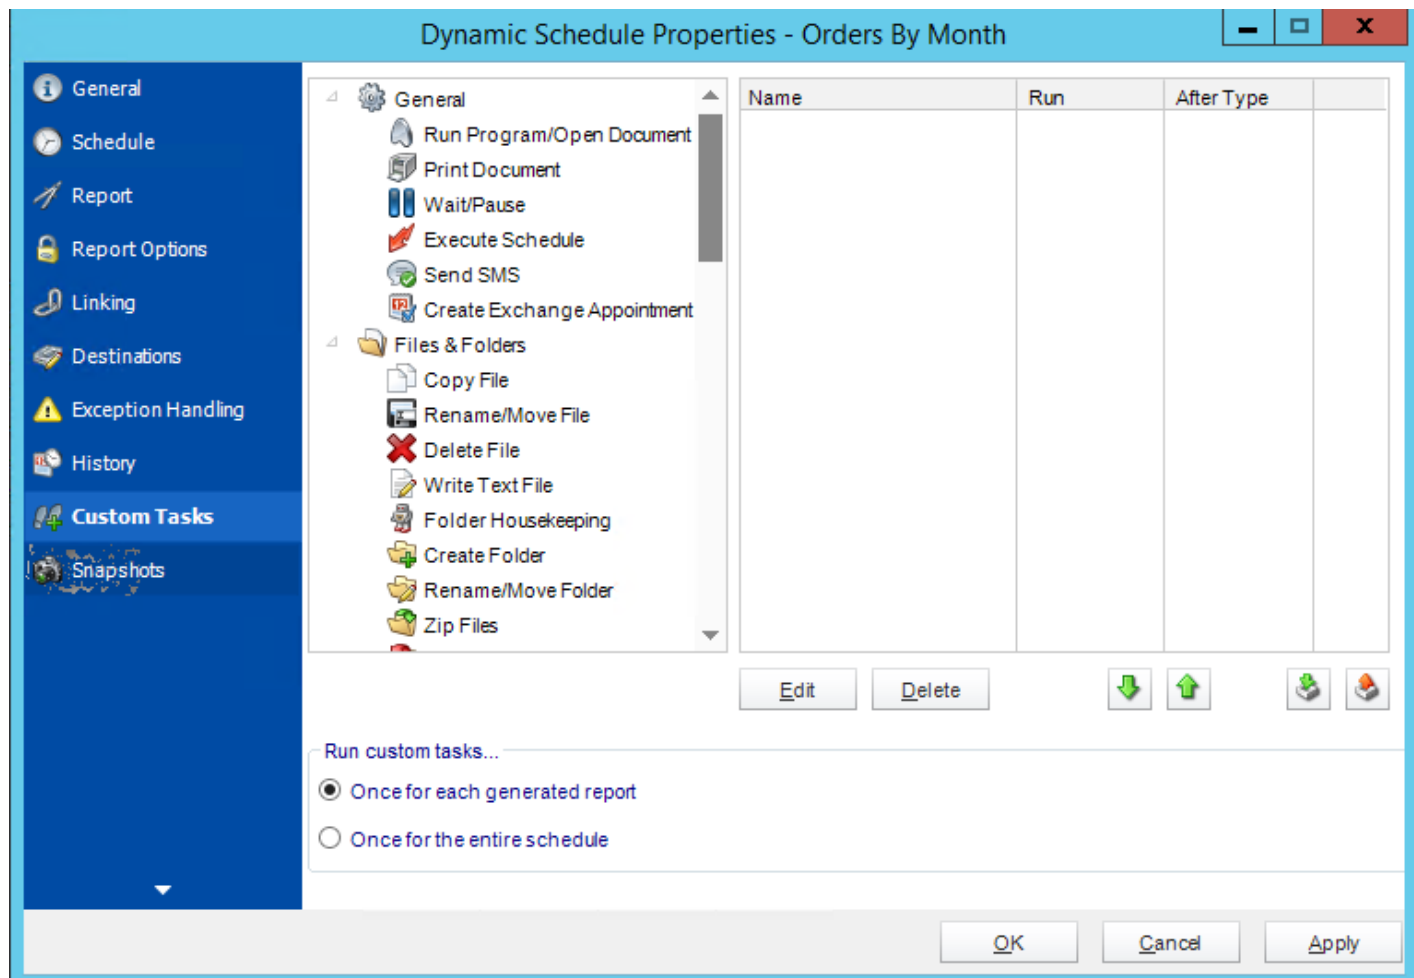 Dynamic Schedule Properties - Orders By Month
General
Schedule
Report
Report Options
Linking
Destinations
Exception Handling
History
Custom Tasks
Snapshots
General
Run Program/Open Document
Print Document
Wait/Pause
Execute Schedule
Send SMS
Create Exchange Appointment
Files & Folders
Copy File
Rename/Move File
Delete File
Write Text File
Folder Housekeeping
Create Folder
Rename/Move Folder
Zip Files
Name Run After Type
Edit Delete
Run custom tasks...
Once for each generated report
Once for the entire schedule
OK Cancel Apply